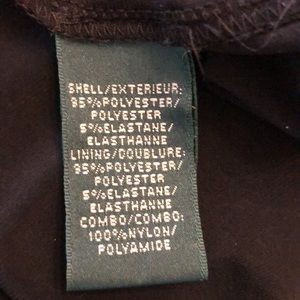 SHELL/EXTERIEUR:
95%POLYESTER/
POLYESTER
5%ELASTANE/
ELASTHANNE
LINING/DOUBLURE:
95%POLYESTER/
POLYESTER
5%ELASTANE/
ELASTHANNE
COMBO/COMBO:
100%NYLON/
POLYAMIDE